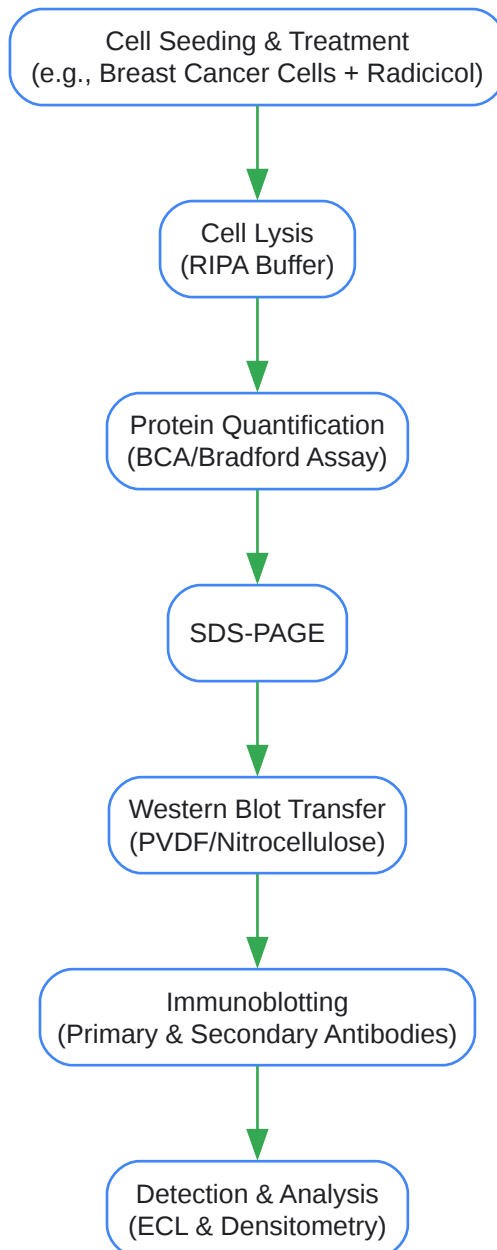 Cell Seeding & Treatment
(e.g., Breast Cancer Cells + Radicicol)
Cell Lysis
(RIPA Buffer)
Protein Quantification
(BCA/Bradford Assay)
SDS-PAGE
Western Blot Transfer
(PVDF/Nitrocellulose)
Immunoblotting
(Primary & Secondary Antibodies)
Detection & Analysis
(ECL & Densitometry)